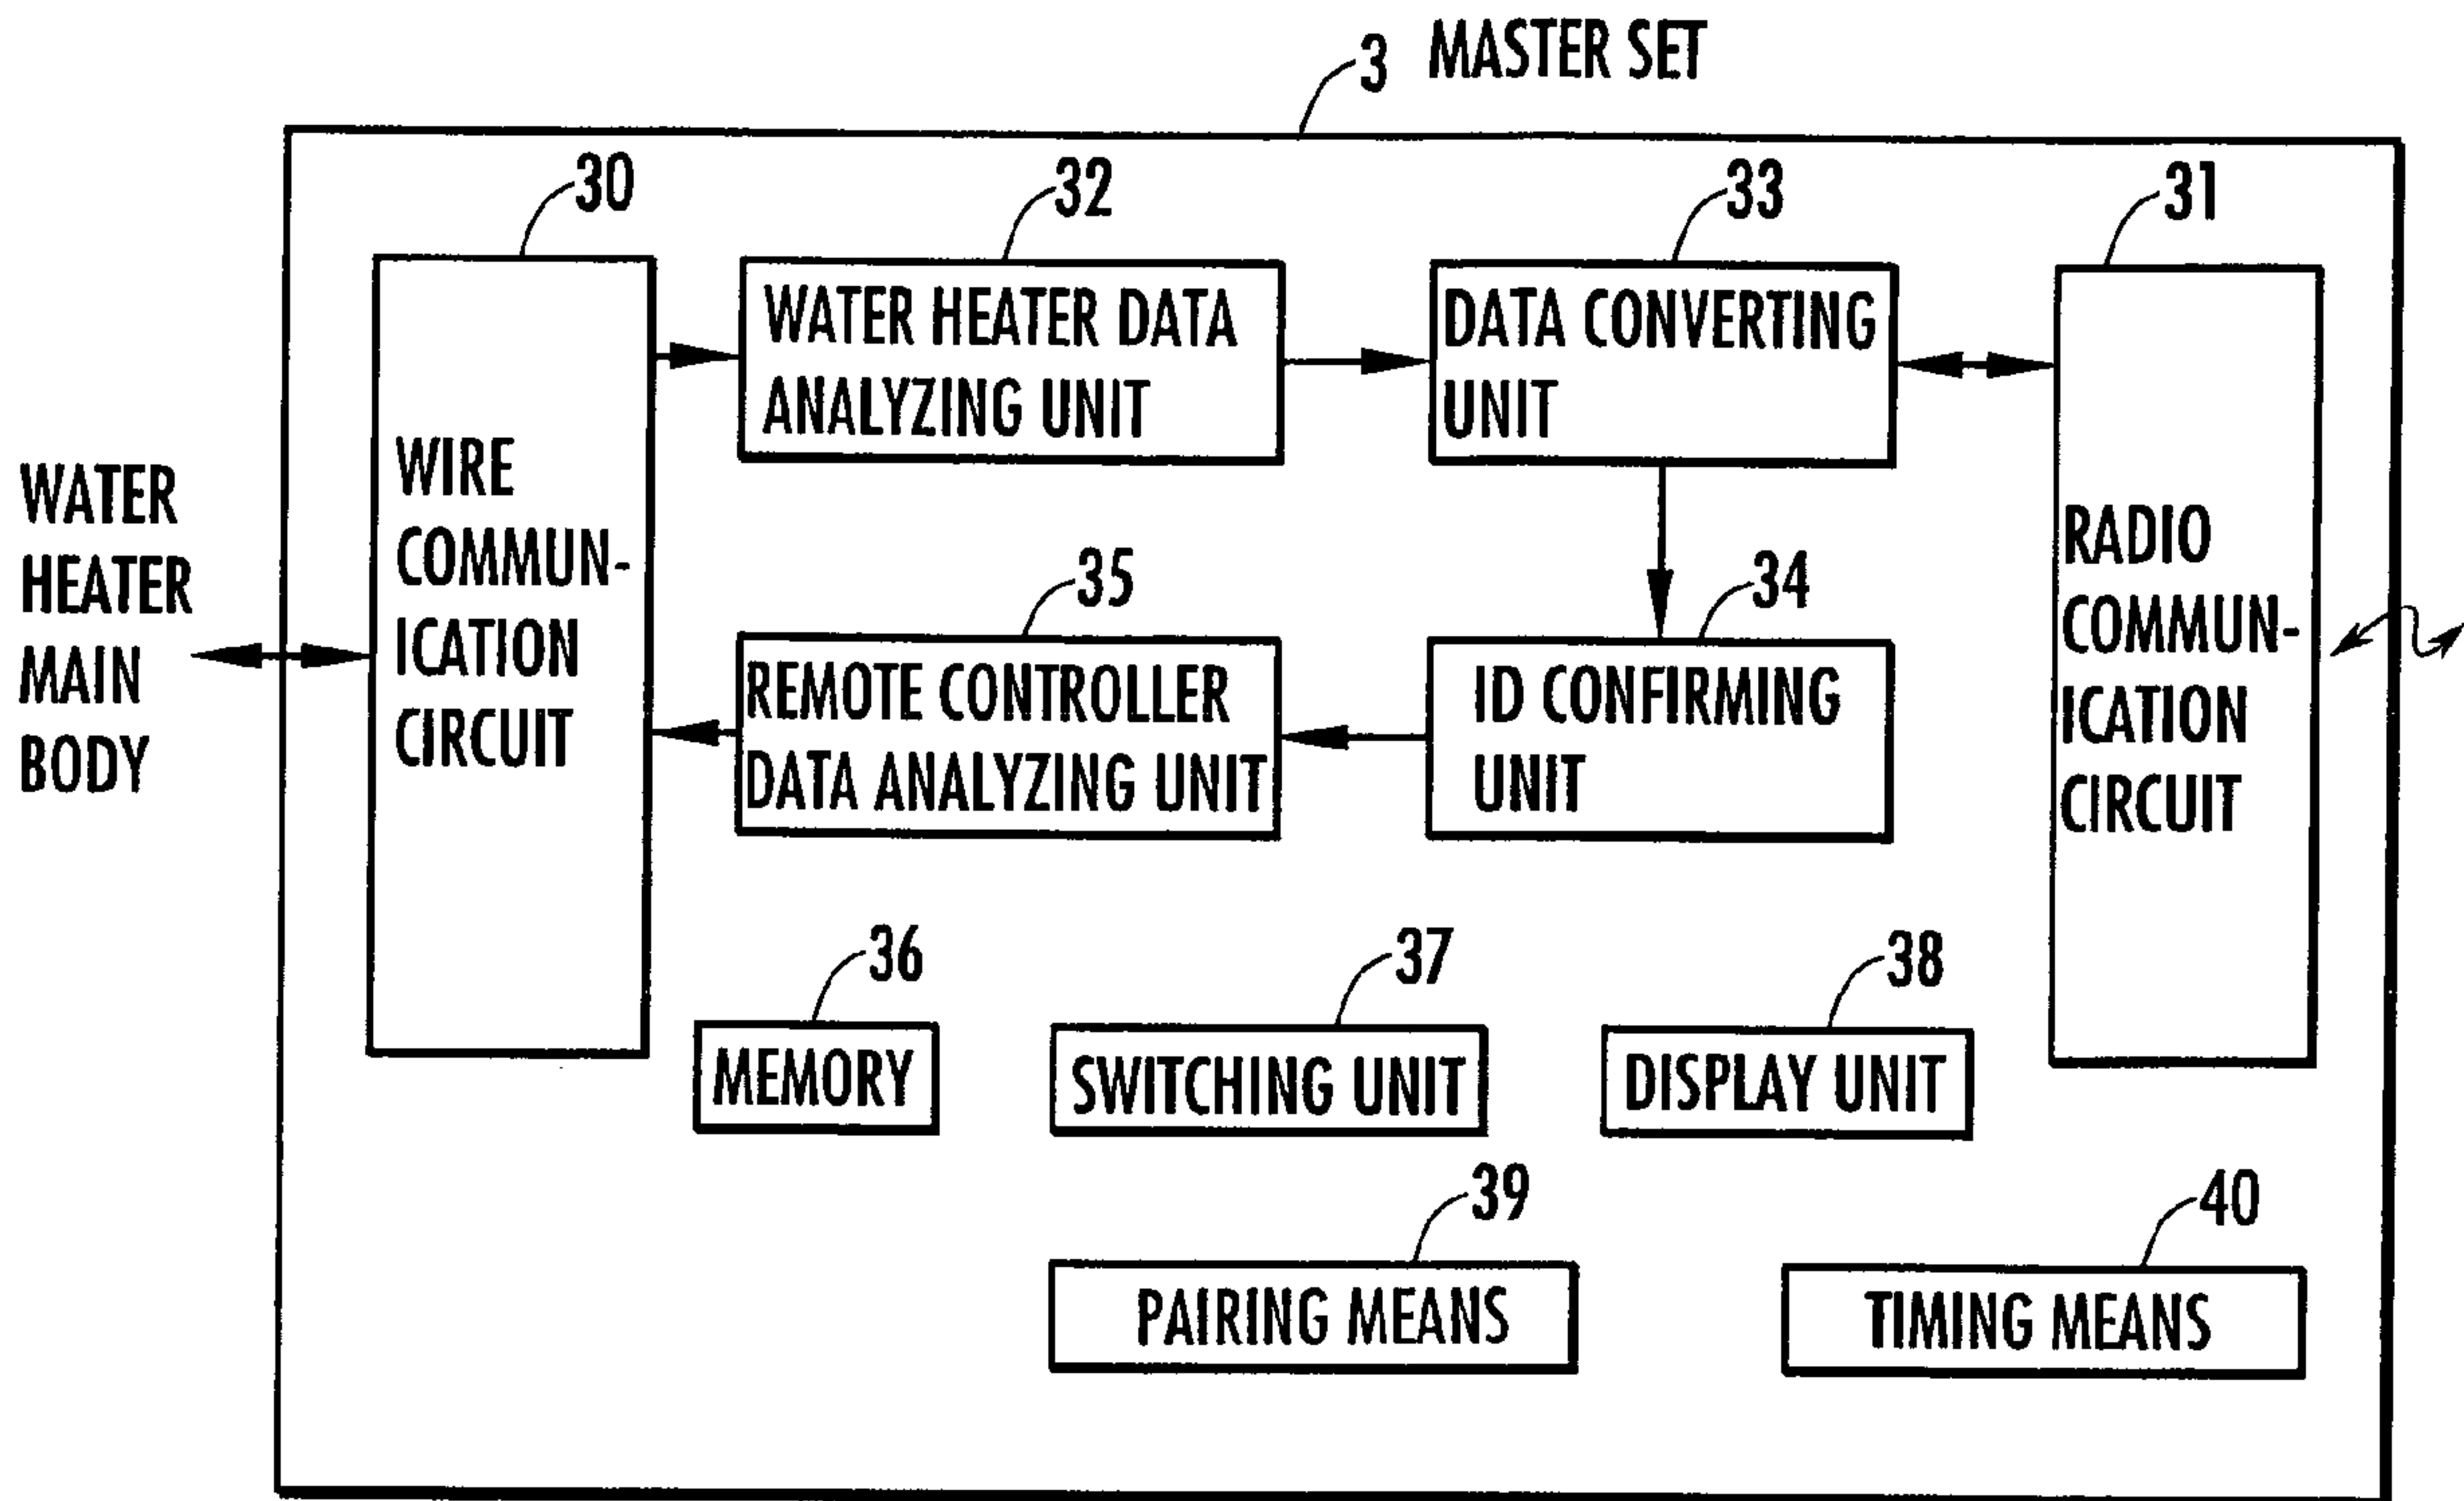 3 MASTER SET
30
32
33
31
WATER HEATER DATA
ANALYZING UNIT
DATA CONVERTING
UNIT
WIRE
COMMUN-
ICATION
CIRCUIT
WATER
HEATER
MAIN
BODY
RADIO
COMMUN-
ICATION
CIRCUIT
35
34
REMOTE CONTROLLER
DATA ANALYZING UNIT
ID CONFIRMING
UNIT
36
37
38
MEMORY
SWITCHING UNIT
DISPLAY UNIT
39
40
PAIRING MEANS
TIMING MEANS